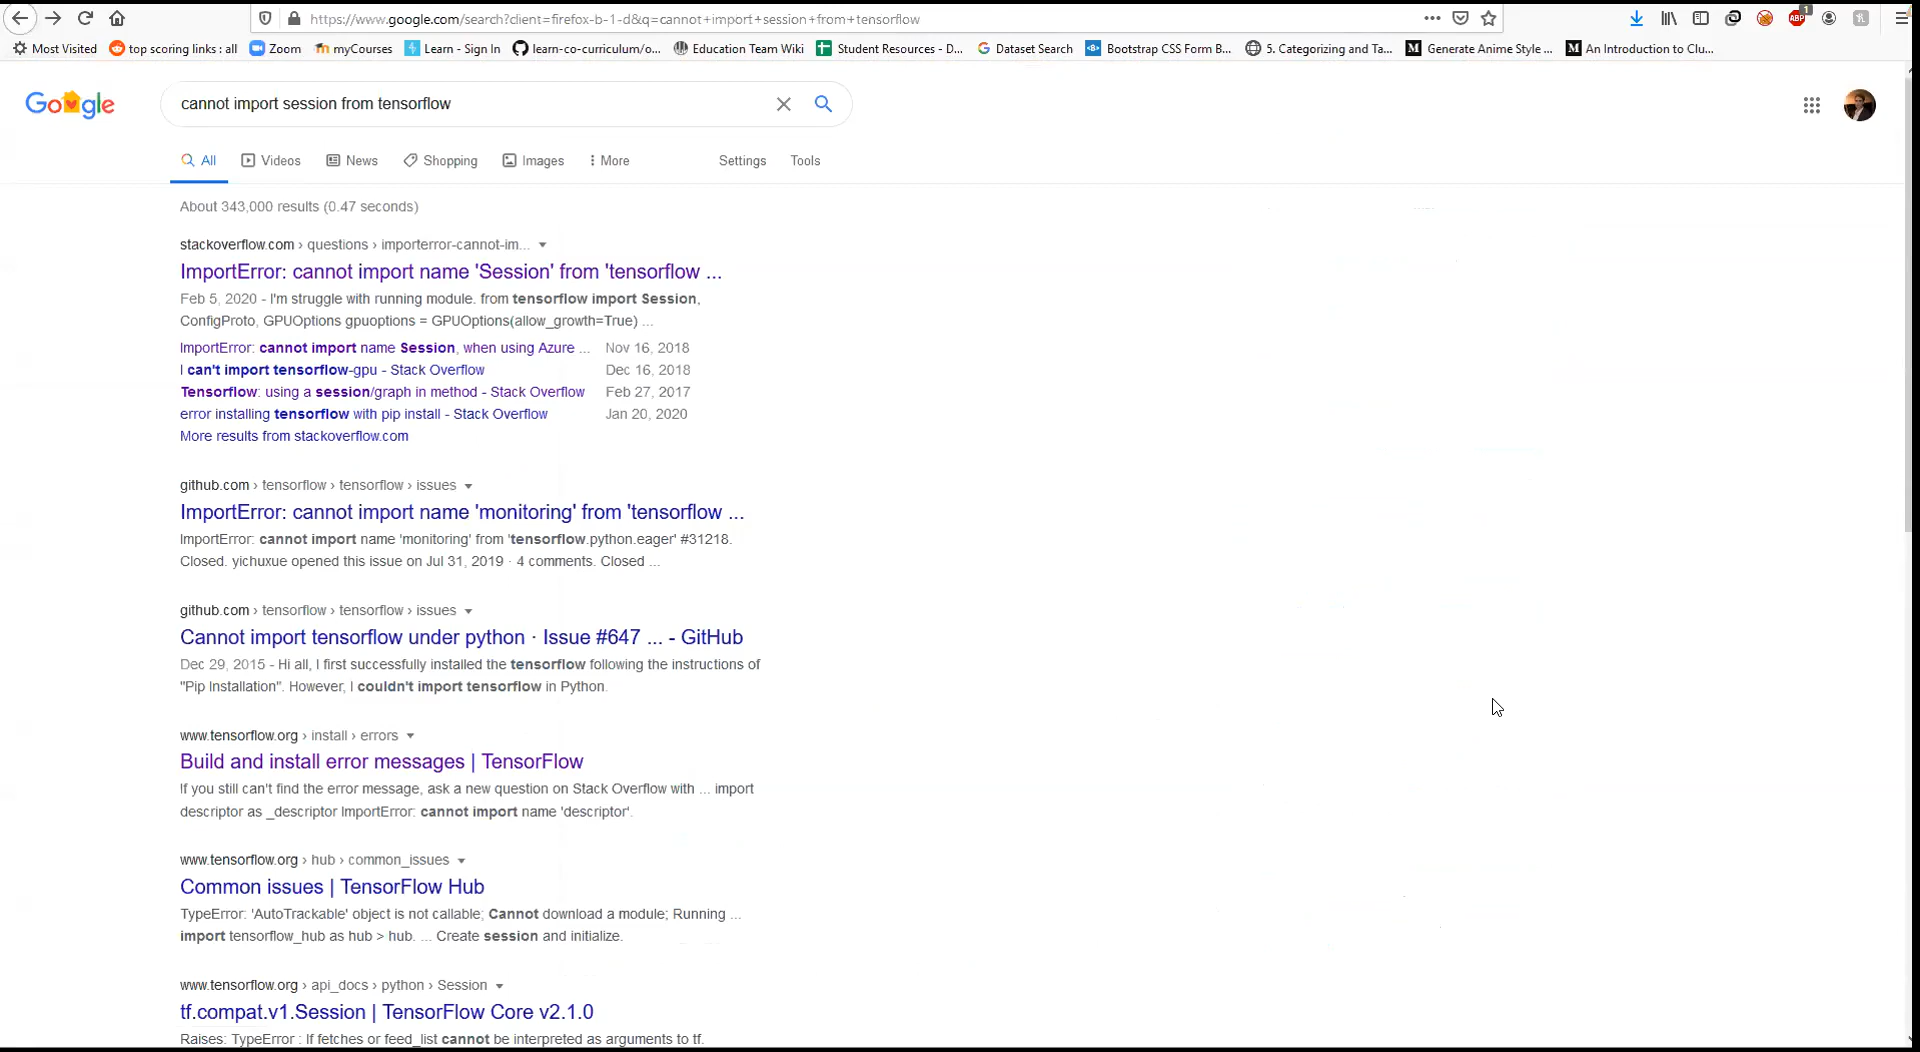 https://www.google.com/search?client=firefox-b-1-d&q=cannot+import+session+from+tensorflow
ABP 1
Most Visited top scoring links : all Zoom myCourses Learn - Sign In learn-co-curriculum/o... Education Team Wiki Student Resources - D... Dataset Search Bootstrap CSS Form B... 5. Categorizing and Ta... Generate Anime Style ... An Introduction to Clu...
Google cannot import session from tensorflow
All Videos News Shopping Images More Settings Tools
About 343,000 results (0.47 seconds)
stackoverflow.com › questions › importerror-cannot-im...
ImportError: cannot import name 'Session' from 'tensorflow ...
Feb 5, 2020 - I'm struggle with running module. from tensorflow import Session,
ConfigProto, GPUOptions gpuoptions = GPUOptions(allow_growth=True) ...
ImportError: cannot import name Session, when using Azure ... Nov 16, 2018
I can't import tensorflow-gpu - Stack Overflow Dec 16, 2018
Tensorflow: using a session/graph in method - Stack Overflow Feb 27, 2017
error installing tensorflow with pip install - Stack Overflow Jan 20, 2020
More results from stackoverflow.com
github.com › tensorflow › tensorflow › issues
ImportError: cannot import name 'monitoring' from 'tensorflow ...
ImportError: cannot import name 'monitoring' from 'tensorflow.python.eager' #31218.
Closed. yichuxue opened this issue on Jul 31, 2019 · 4 comments. Closed ...
github.com › tensorflow › tensorflow › issues
Cannot import tensorflow under python · Issue #647 ... - GitHub
Dec 29, 2015 - Hi all, I first successfully installed the tensorflow following the instructions of
"Pip Installation". However, I couldn't import tensorflow in Python.
www.tensorflow.org › install › errors
Build and install error messages | TensorFlow
If you still can't find the error message, ask a new question on Stack Overflow with ... import
descriptor as _descriptor ImportError: cannot import name 'descriptor'.
www.tensorflow.org › hub › common_issues
Common issues | TensorFlow Hub
TypeError: 'AutoTrackable' object is not callable; Cannot download a module; Running ...
import tensorflow_hub as hub > hub. ... Create session and initialize.
www.tensorflow.org › api_docs › python › Session
tf.compat.v1.Session | TensorFlow Core v2.1.0
Raises: TypeError : If fetches or feed_list cannot be interpreted as arguments to tf.